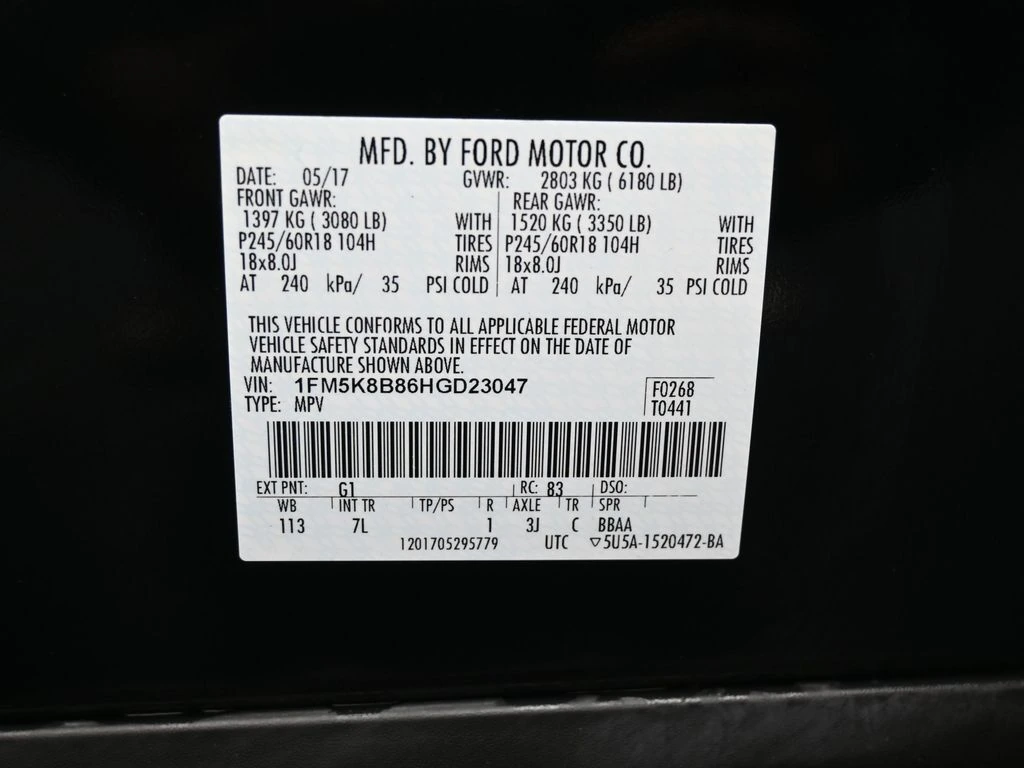 MFD. BY FORD MOTOR CO.
DATE: 05/17 GVWR: 2803 KG ( 6180 LB)
FRONT GAWR: REAR GAWR:
1397 KG ( 3080 LB) WITH 1520 KG ( 3350 LB) WITH
P245/60R18 104H TIRES P245/60R18 104H TIRES
18x8.0J RIMS 18x8.0J RIMS
AT 240 kPa/ 35 PSI COLD AT 240 kPa/ 35 PSI COLD
THIS VEHICLE CONFORMS TO ALL APPLICABLE FEDERAL MOTOR
VEHICLE SAFETY STANDARDS IN EFFECT ON THE DATE OF
MANUFACTURE SHOWN ABOVE.
VIN: 1FM5K8B86HGD23047 F0268
TYPE: MPV T0441
EXT PNT: G1 RC: 83 DSO:
WB INT TR TP/PS R AXLE TR SPR
113 7L 1 3J C BBAA
1201705295779 UTC ▽5U5A-1520472-BA